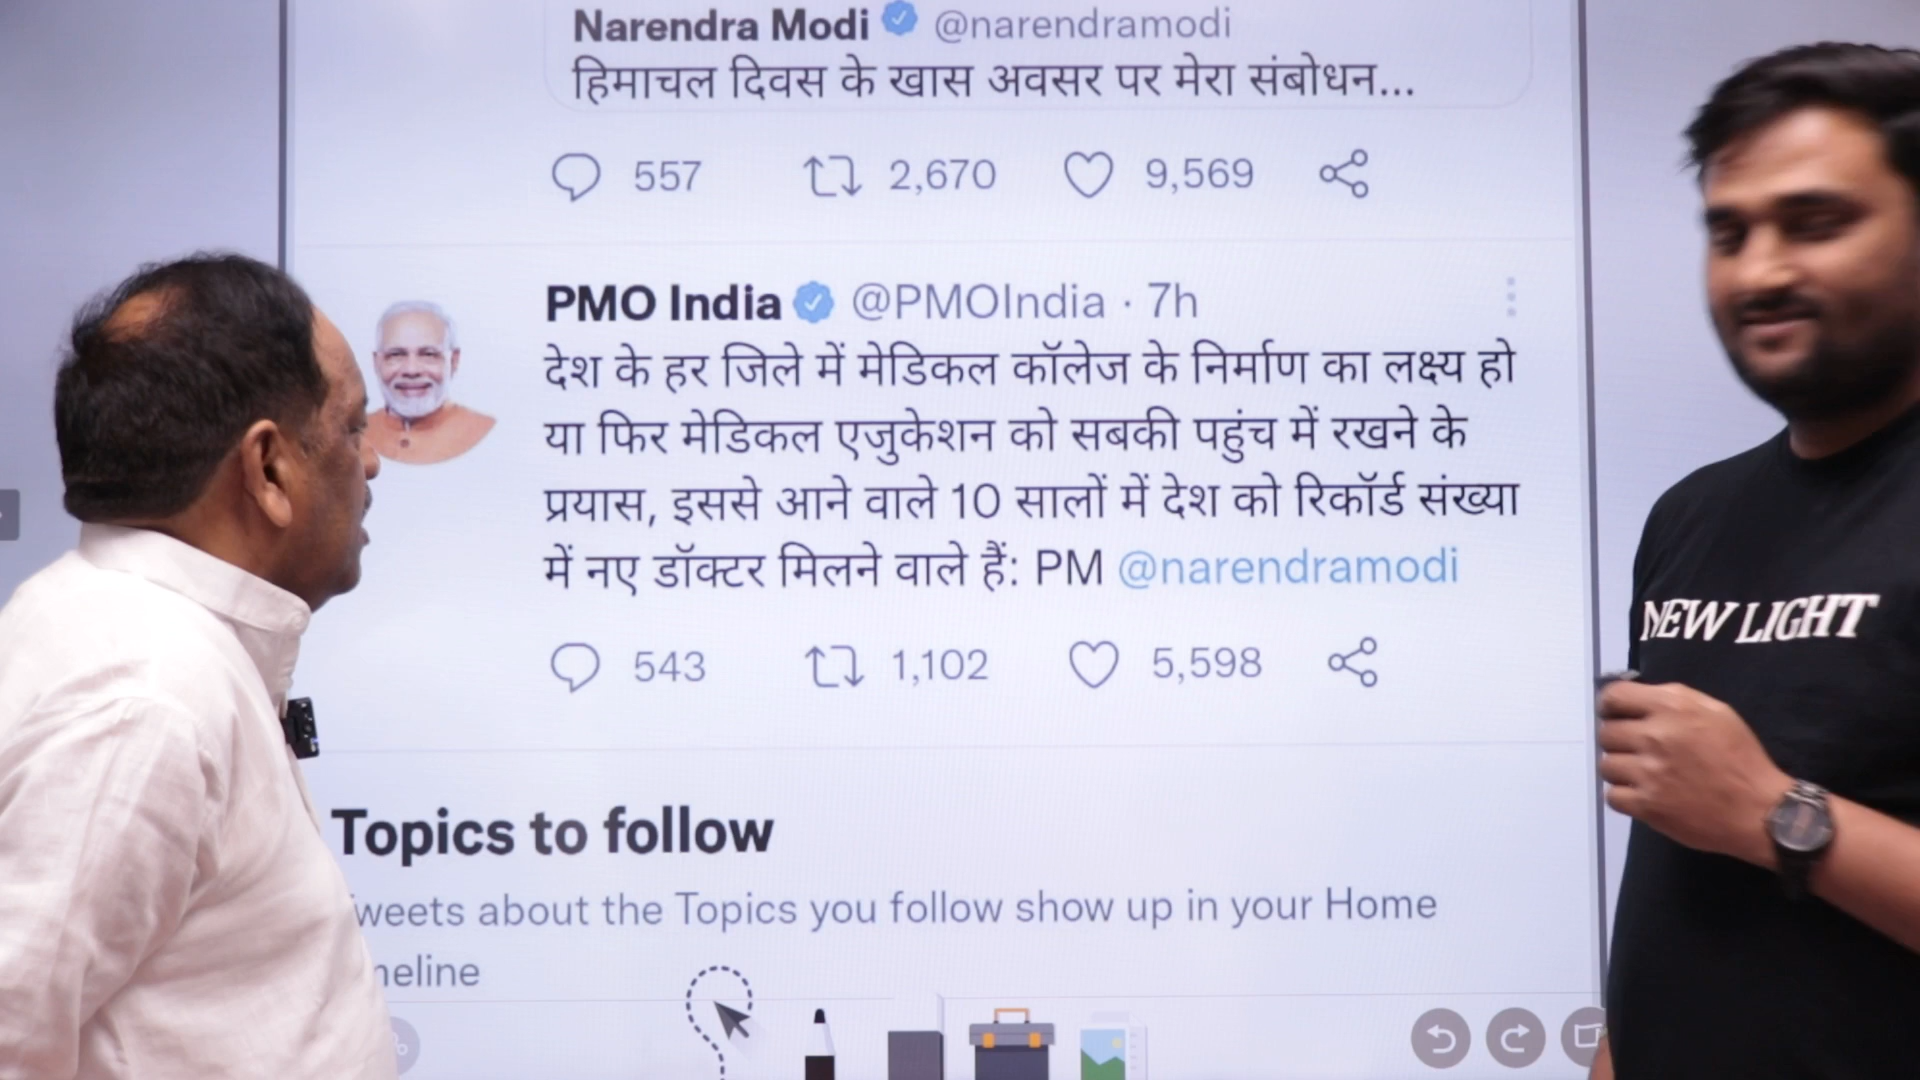 Narendra Modi @narendramodi
हिमाचल दिवस के खास अवसर पर मेरा संबोधन...
557 2,670 9,569
PMO India @PMOIndia · 7h
देश के हर जिले में मेडिकल कॉलेज के निर्माण का लक्ष्य हो
या फिर मेडिकल एजुकेशन को सबकी पहुंच में रखने के
प्रयास, इससे आने वाले 10 सालों में देश को रिकॉर्ड संख्या
में नए डॉक्टर मिलने वाले हैं: PM @narendramodi
543 1,102 5,598
NEW LIGHT
Topics to follow
weets about the Topics you follow show up in your Home
meline